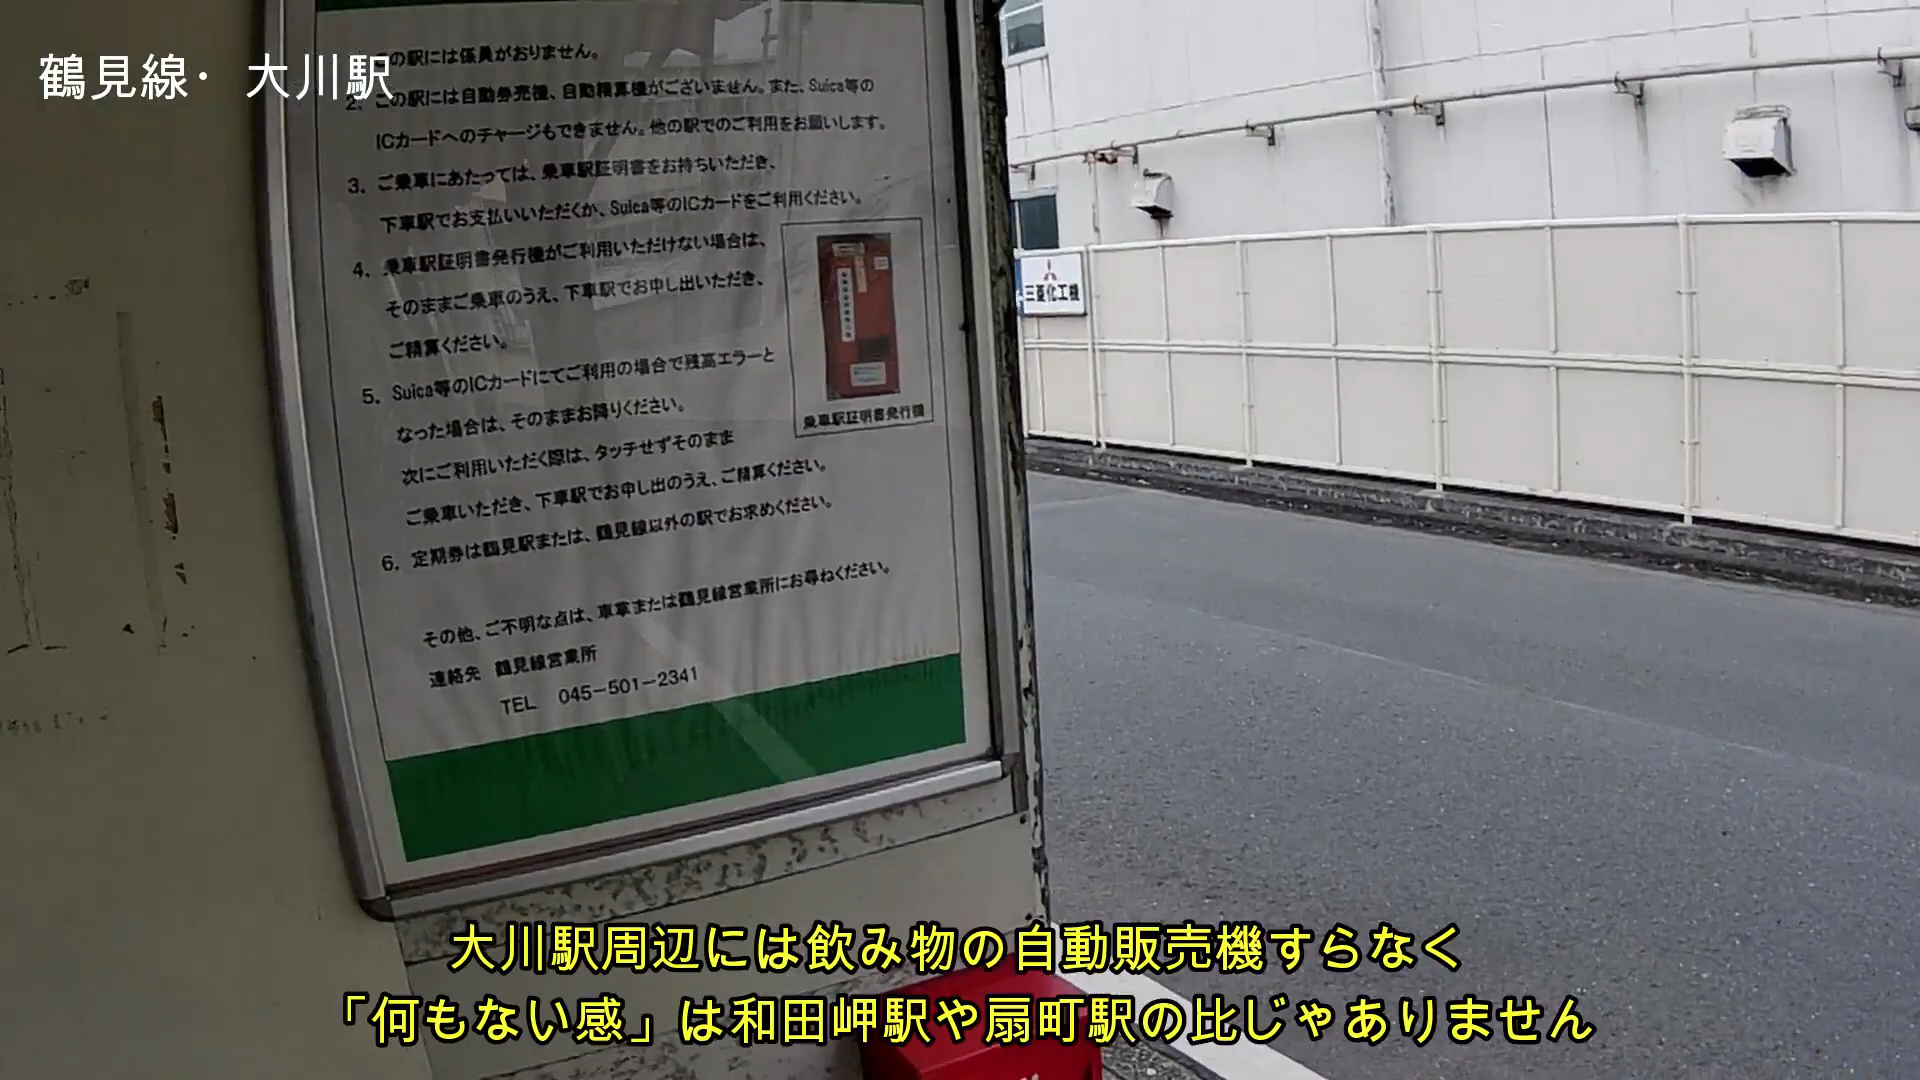 鶴見線・ 大川駅
この駅には係員がおりません。
2. この駅には自動券売機、自動精算機がございません。また、Suica等の
ICカードへのチャージもできません。他の駅でのご利用をお願いします。
3. ご乗車にあたっては、乗車駅証明書をお持ちいただき、
下車駅でお支払いいただくか、Suica等のICカードをご利用ください。
4. 乗車駅証明書発行機がご利用いただけない場合は、
そのままご乗車のうえ、下車駅でお申し出いただき、
ご精算ください。
5. Suica等のICカードにてご利用の場合で残高エラーと
なった場合は、そのままお降りください。
次にご利用いただく際は、タッチせずそのまま
ご乗車いただき、下車駅でお申し出のうえ、ご精算ください。
6. 定期券は鶴見駅または、鶴見線以外の駅でお求めください。
その他、ご不明な点は、車掌または鶴見線営業所にお尋ねください。
連絡先 鶴見線営業所
TEL 045-501-2341
乗車駅証明書発行機
三菱化工機
大川駅周辺には飲み物の自動販売機すらなく
「何もない感」は和田岬駅や扇町駅の比じゃありません